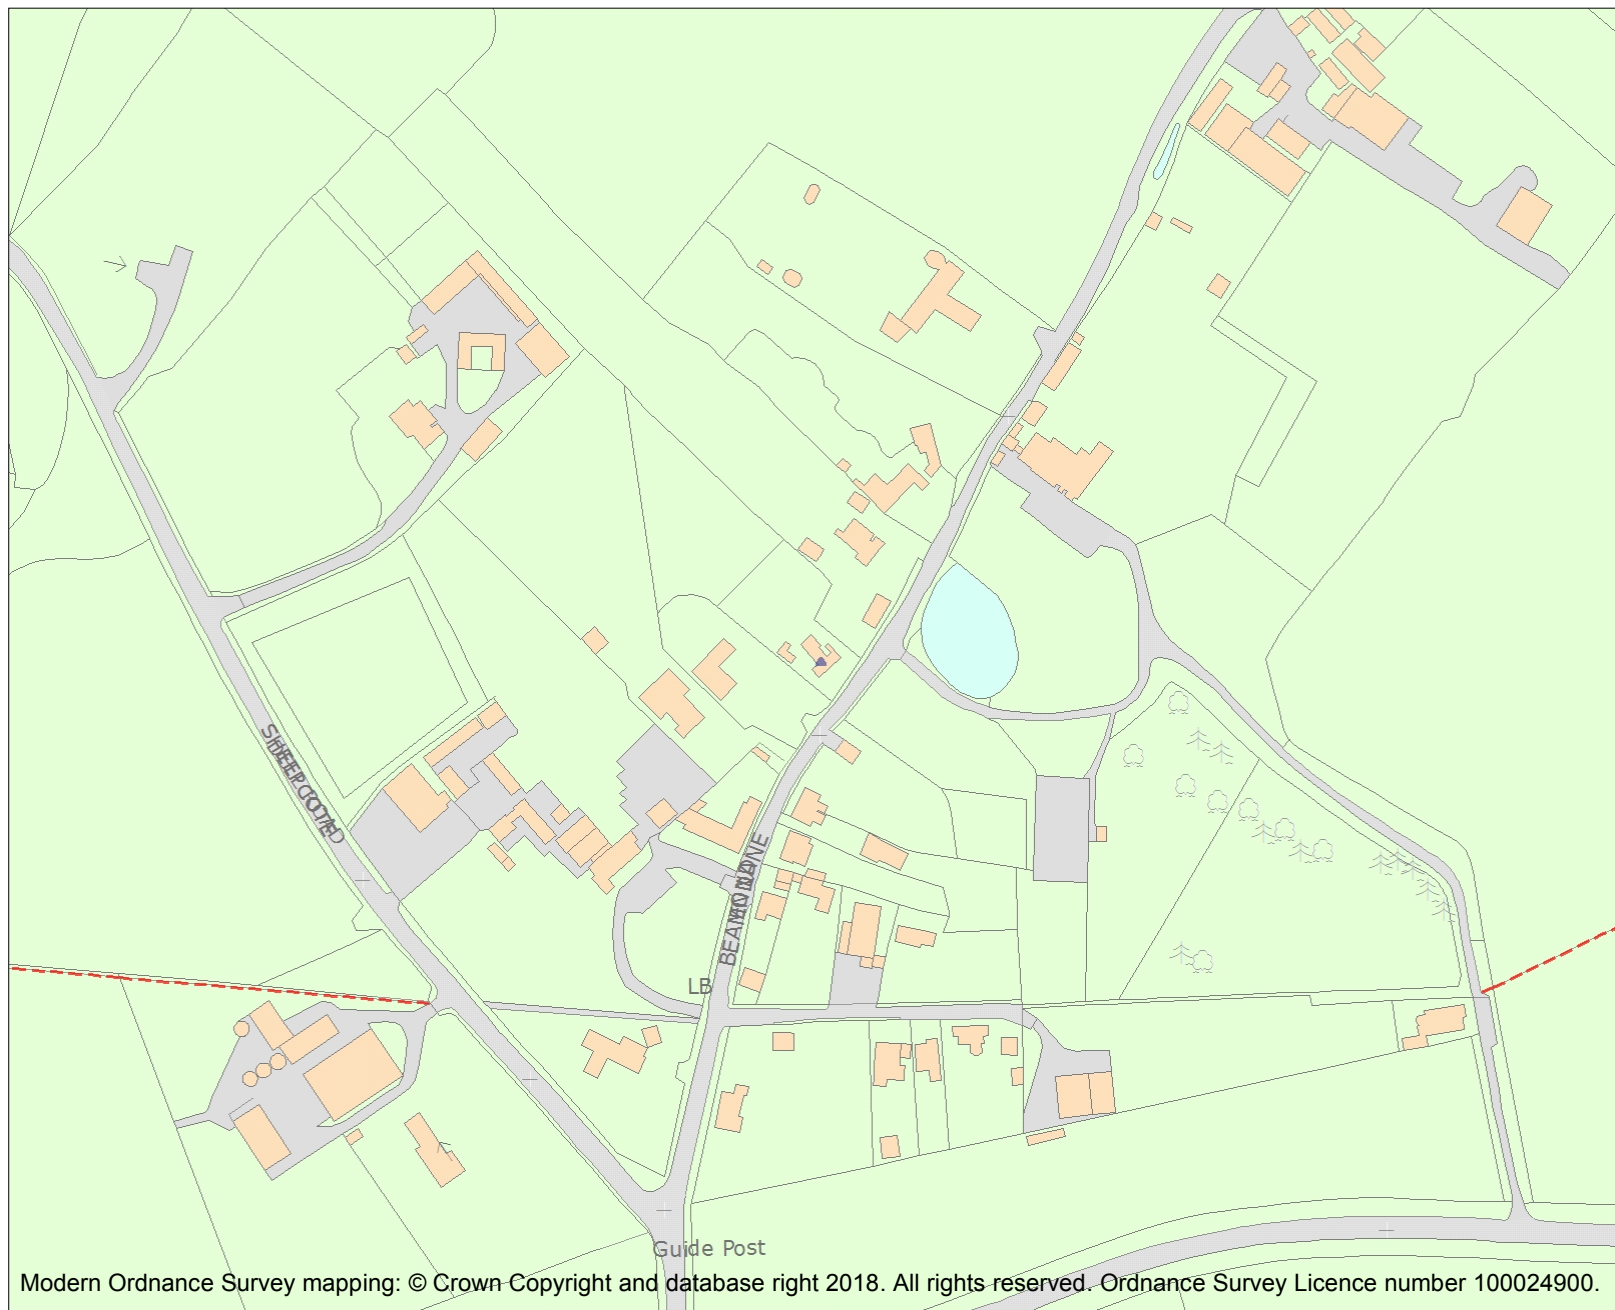 LB
Guide Post
Modern Ordnance Survey mapping: © Crown Copyright and database right 2018. All rights reserved. Ordnance Survey Licence number 100024900.